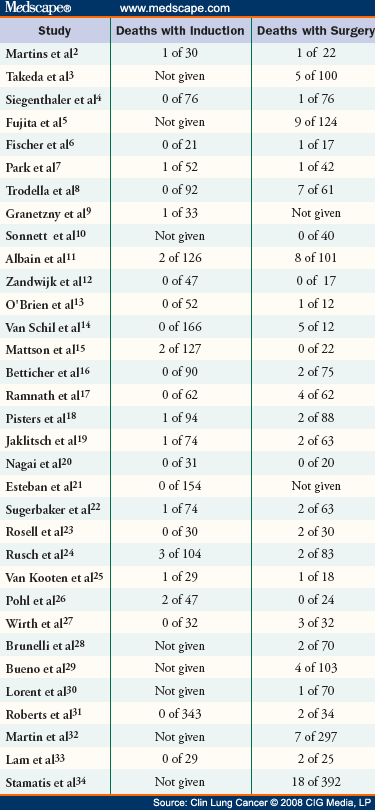 Medscape® www.medscape.com
Study Deaths with Induction Deaths with Surgery
Martins et al2 1 of 30 1 of 22
Takeda et al3 Not given 5 of 100
Siegenthaler et al4 0 of 76 1 of 76
Fujita et al5 Not given 9 of 124
Fischer et al6 0 of 21 1 of 17
Park et al7 1 of 52 1 of 42
Trodella et al8 0 of 92 7 of 61
Granetzny et al9 1 of 33 Not given
Sonnett et al10 Not given 0 of 40
Albain et al11 2 of 126 8 of 101
Zandwijk et al12 0 of 47 0 of 17
O'Brien et al13 0 of 52 1 of 12
Van Schil et al14 0 of 166 5 of 12
Mattson et al15 2 of 127 0 of 22
Betticher et al16 0 of 90 2 of 75
Ramnath et al17 0 of 62 4 of 62
Pisters et al18 1 of 94 2 of 88
Jaklitsch et al19 1 of 74 2 of 63
Nagai et al20 0 of 31 0 of 20
Esteban et al21 0 of 154 Not given
Sugerbaker et al22 1 of 74 2 of 63
Rosell et al23 0 of 30 2 of 30
Rusch et al24 3 of 104 2 of 83
Van Kooten et al25 1 of 29 1 of 18
Pohl et al26 2 of 47 0 of 24
Wirth et al27 0 of 32 3 of 32
Brunelli et al28 Not given 2 of 70
Bueno et al29 Not given 4 of 103
Lorent et al30 Not given 1 of 70
Roberts et al31 0 of 343 2 of 34
Martin et al32 Not given 7 of 297
Lam et al33 0 of 29 2 of 25
Stamatis et al34 Not given 18 of 392
Source: Clin Lung Cancer © 2008 CIG Media, LP